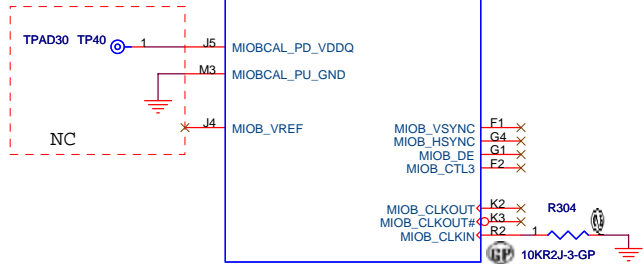 TPAD30 TP40 1 J5 MIOBCAL_PD_VDDQ
M3 MIOBCAL_PU_GND
J4 MIOB_VREF
NC
MIOB_VSYNC F1
MIOB_HSYNC G4
MIOB_DE G1
MIOB_CTL3 F2
MIOB_CLKOUT K2
MIOB_CLKOUT# K3
MIOB_CLKIN R2 1
R304
GP 10KR2J-3-GP